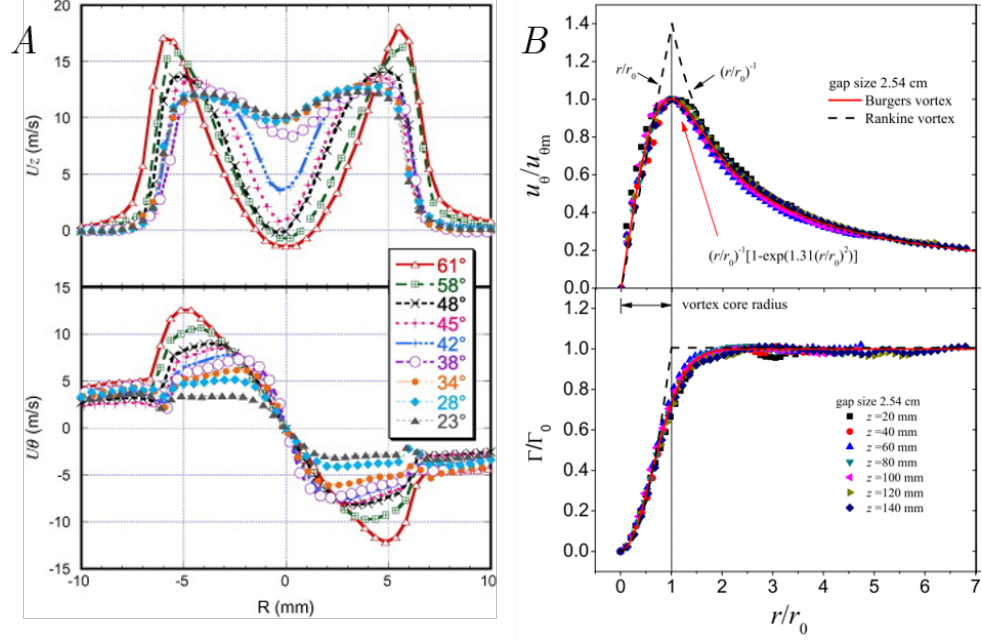 A
20
15
10
5
0
Uz (m/s)
15
10
5
0
-5
-10
-15
Uθ (m/s)
-10
-5
0
5
10
R (mm)
61°
58°
48°
45°
42°
38°
34°
28°
23°
B
1.4
1.2
1.0
0.8
0.6
0.4
0.2
0.0
uθ/uθm
r/r0
(r/r0)-1
gap size 2.54 cm
Burgers vortex
Rankine vortex
(r/r0)-1[1-exp(1.31(r/r0)2)]
vortex core radius
1.2
1.0
0.8
0.6
0.4
0.2
0.0
Γ/Γ0
gap size 2.54 cm
z =20 mm
z =40 mm
z =60 mm
z =80 mm
z =100 mm
z =120 mm
z =140 mm
0
1
2
3
4
5
6
7
r/r0